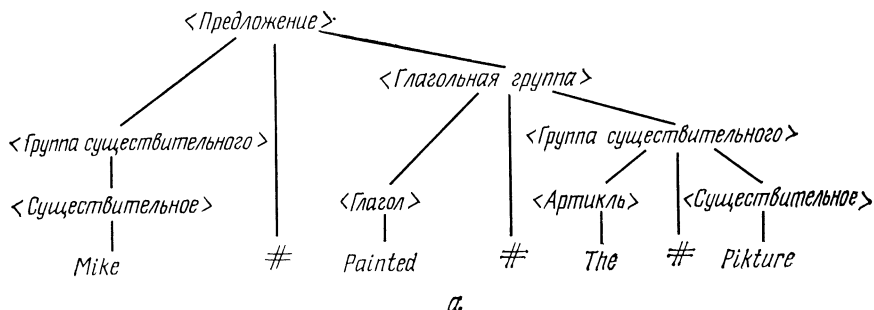 <Предложение>
<Глагольная группа>
<Группа существительного> <Группа существительного>
<Существительное> <Глагол> <Артикль> <Существительное>
Mike # Painted # The # Pikture
а.